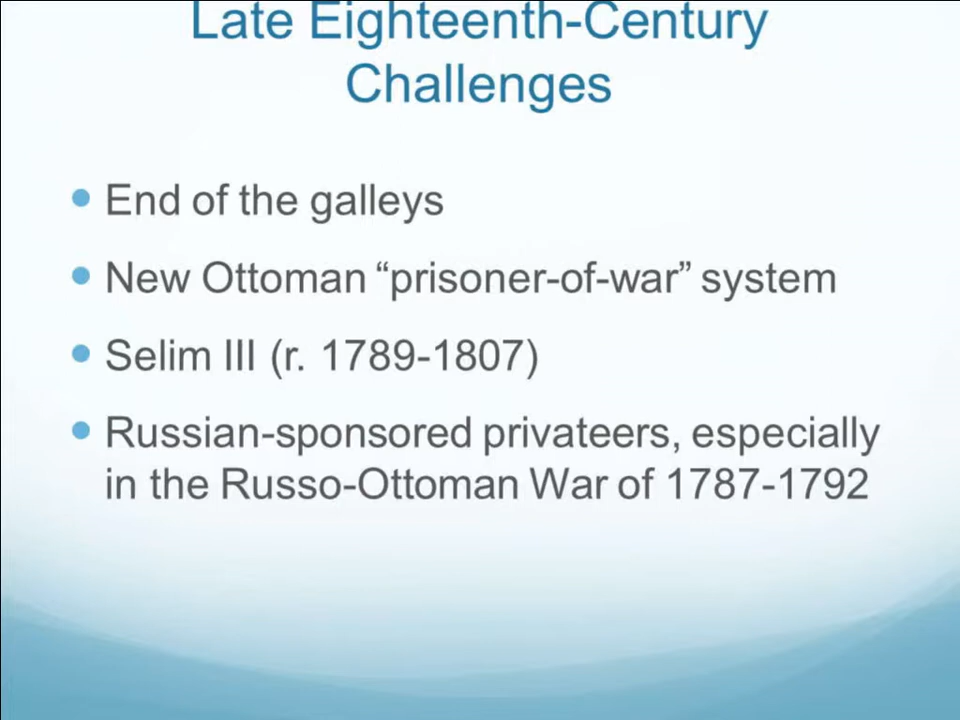 Late Eighteenth-Century
Challenges
• End of the galleys
• New Ottoman “prisoner-of-war” system
• Selim III (r. 1789-1807)
• Russian-sponsored privateers, especially
in the Russo-Ottoman War of 1787-1792